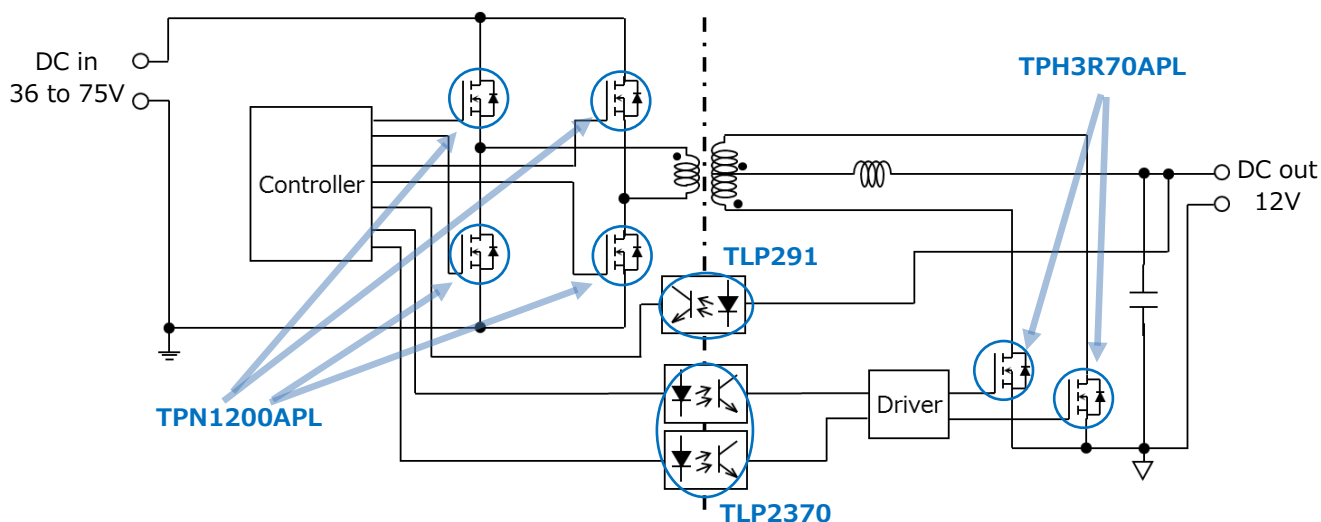 DC in
36 to 75V
Controller
TPN1200APL
TLP291
TLP2370
Driver
TPH3R70APL
DC out
12V